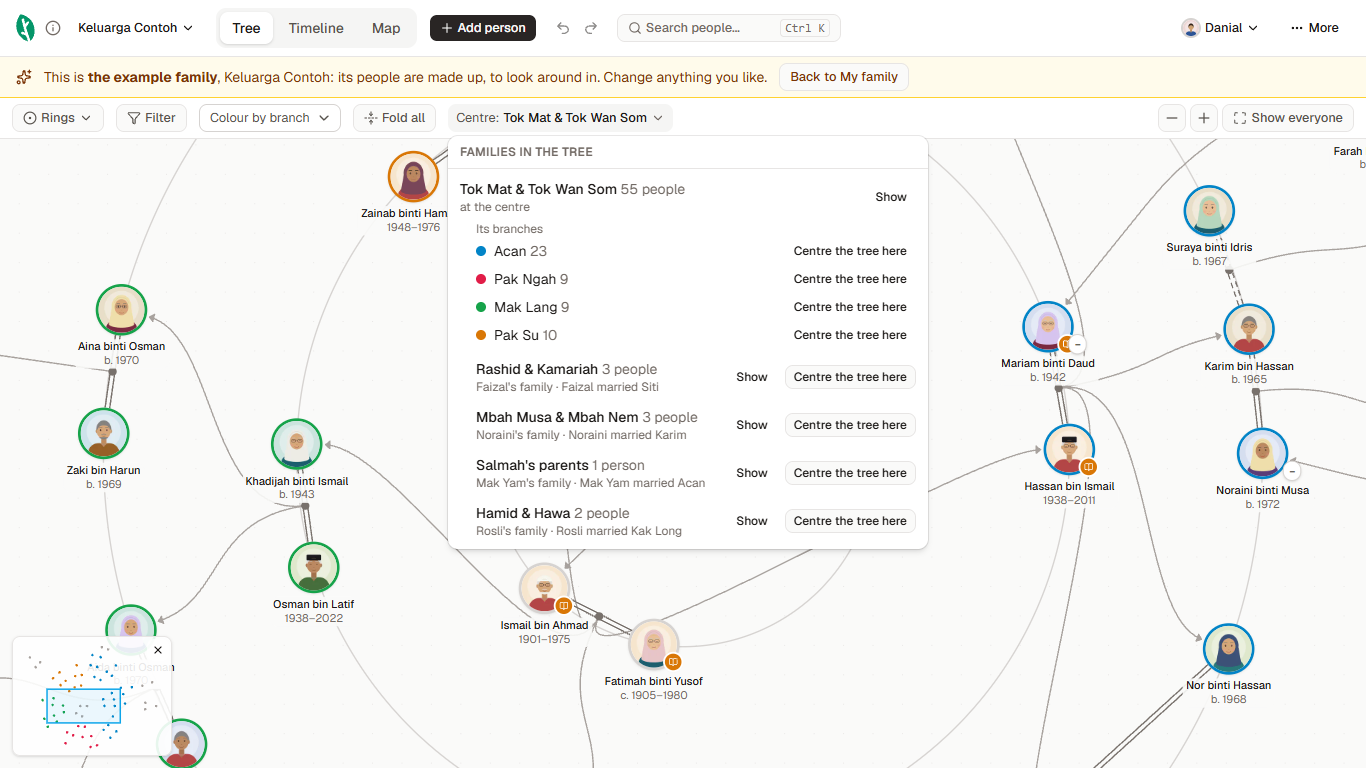 Keluarga Contoh
Tree
Timeline
Map
+ Add person
Search people...
Ctrl K
Danial
More
This is the example family, Keluarga Contoh: its people are made up, to look around in. Change anything you like.
Back to My family
Rings
Filter
Colour by branch
Fold all
Centre: Tok Mat & Tok Wan Som
Show everyone
FAMILIES IN THE TREE
Tok Mat & Tok Wan Som 55 people
at the centre
Show
Its branches
Acan 23
Centre the tree here
Pak Ngah 9
Centre the tree here
Mak Lang 9
Centre the tree here
Pak Su 10
Centre the tree here
Rashid & Kamariah 3 people
Faizal's family · Faizal married Siti
Show
Centre the tree here
Mbah Musa & Mbah Nem 3 people
Noraini's family · Noraini married Karim
Show
Centre the tree here
Salmah's parents 1 person
Mak Yam's family · Mak Yam married Acan
Show
Centre the tree here
Hamid & Hawa 2 people
Rosli's family · Rosli married Kak Long
Show
Centre the tree here
Zainab binti Ham
1948–1976
Farah
b.
Suraya binti Idris
b. 1967
Aina binti Osman
b. 1970
Mariam binti Daud
b. 1942
Karim bin Hassan
b. 1965
Zaki bin Harun
b. 1969
Khadijah binti Ismail
b. 1943
Hassan bin Ismail
1938–2011
Noraini binti Musa
b. 1972
Osman bin Latif
1938–2022
Ismail bin Ahmad
1901–1975
Fatimah binti Yusof
c. 1905–1980
Nor binti Hassan
b. 1968
binti Osman